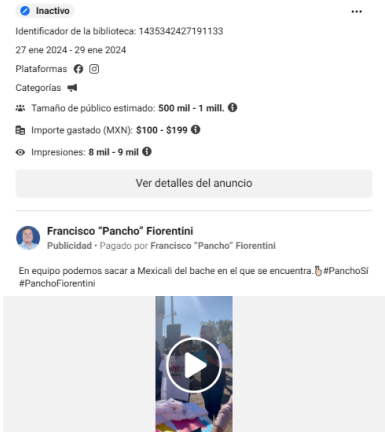 Inactivo
Identificador de la biblioteca: 1435342427191133
27 ene 2024 - 29 ene 2024
Plataformas
Categorías
Tamaño de público estimado: 500 mil - 1 mill.
Importe gastado (MXN): $100 - $199
Impresiones: 8 mil - 9 mil
Ver detalles del anuncio
Francisco "Pancho" Fiorentini
Publicidad · Pagado por Francisco "Pancho" Fiorentini
En equipo podemos sacar a Mexicali del bache en el que se encuentra.👌#PanchoSí
#PanchoFiorentini